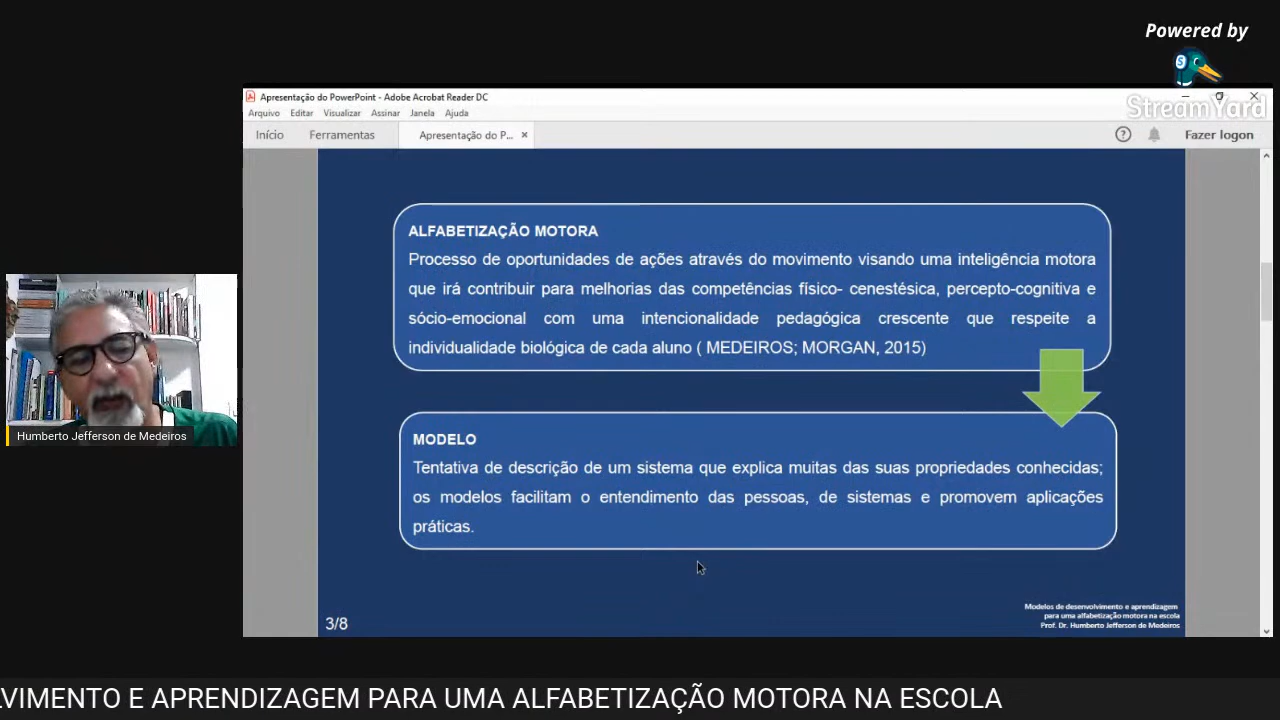 Powered by
StreamYard
Apresentação do PowerPoint - Adobe Acrobat Reader DC
Arquivo Editar Visualizar Assinar Janela Ajuda
Início Ferramentas Apresentação do P... × Fazer logon
ALFABETIZAÇÃO MOTORA
Processo de oportunidades de ações através do movimento visando uma inteligência motora
que irá contribuir para melhorias das competências físico- cenestésica, percepto-cognitiva e
sócio-emocional com uma intencionalidade pedagógica crescente que respeite a
individualidade biológica de cada aluno ( MEDEIROS; MORGAN, 2015)
MODELO
Tentativa de descrição de um sistema que explica muitas das suas propriedades conhecidas;
os modelos facilitam o entendimento das pessoas, de sistemas e promovem aplicações
práticas.
3/8
Modelos de desenvolvimento e aprendizagem
para uma alfabetização motora na escola
Prof. Dr. Humberto Jefferson de Medeiros
Humberto Jefferson de Medeiros
VIMENTO E APRENDIZAGEM PARA UMA ALFABETIZAÇÃO MOTORA NA ESCOLA